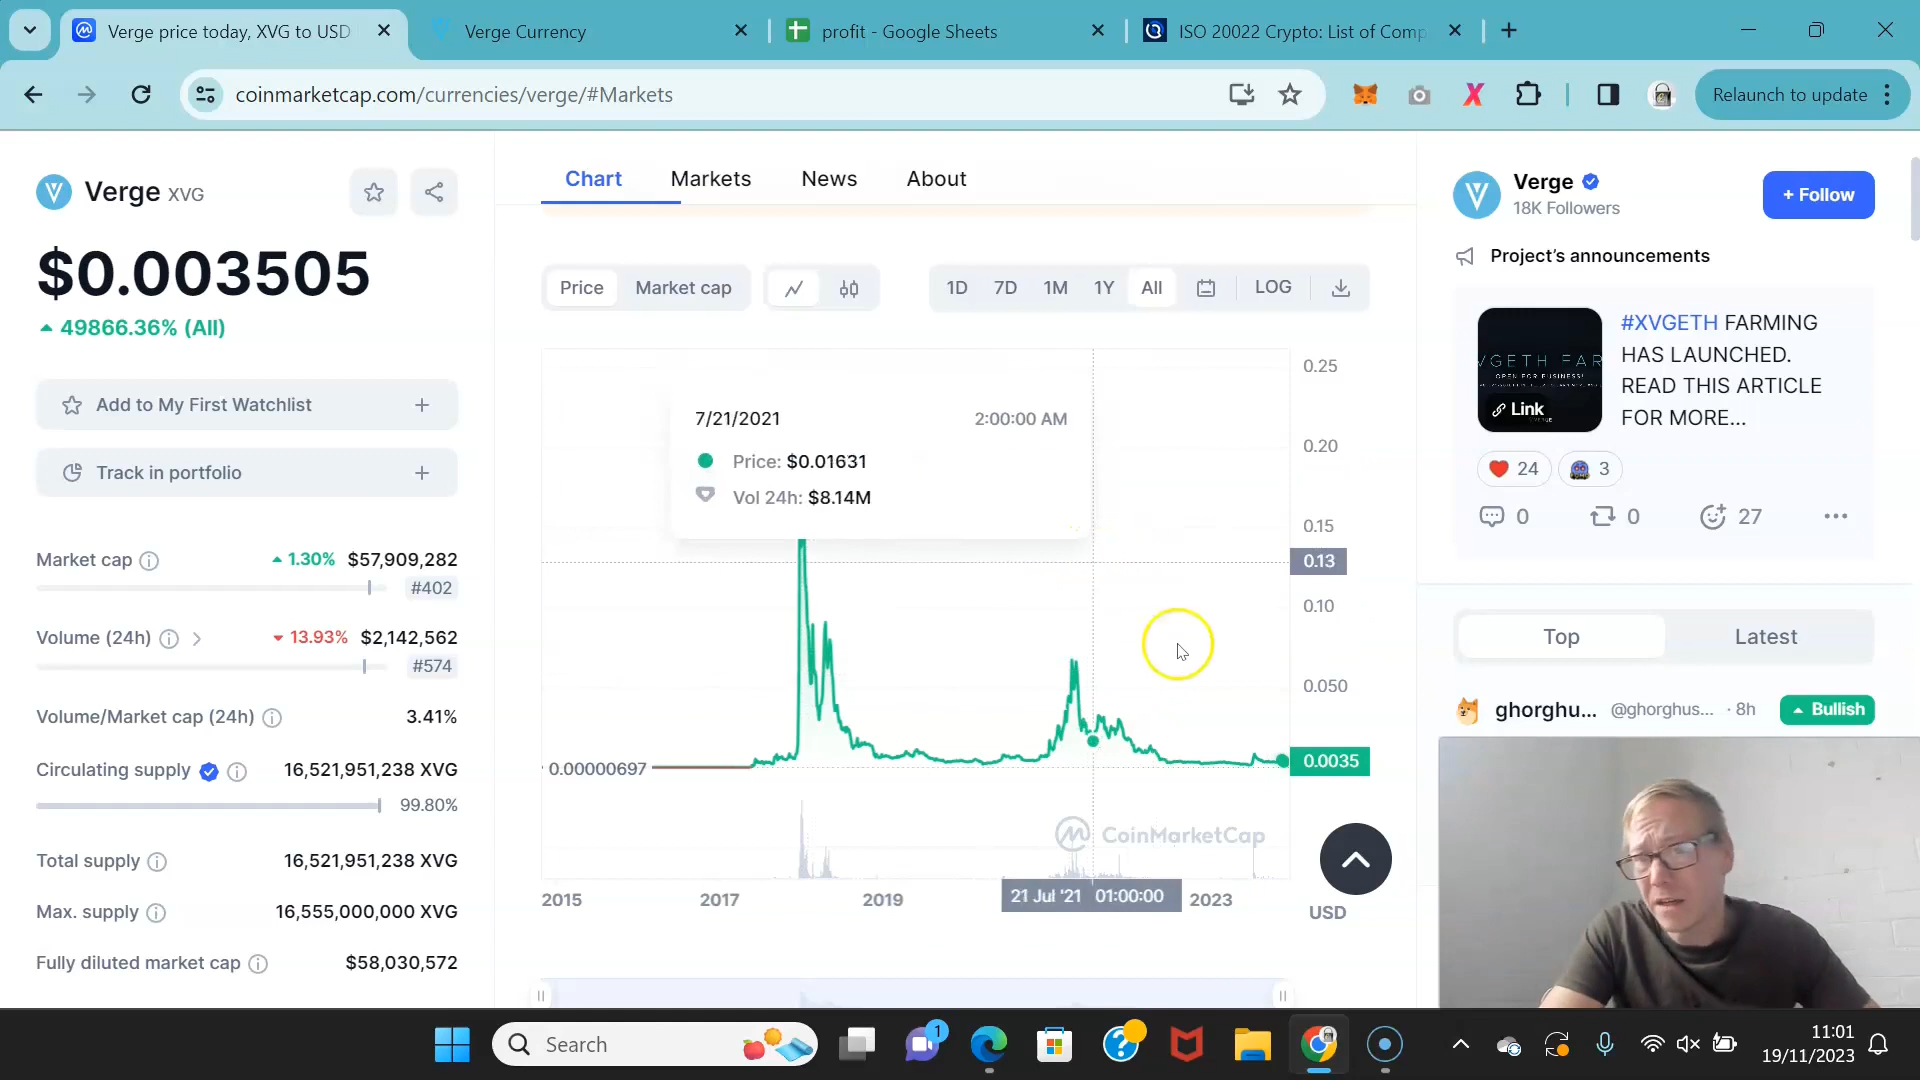 Verge price today, XVG to USD
Verge Currency
profit - Google Sheets
ISO 20022 Crypto: List of Comp
coinmarketcap.com/currencies/verge/#Markets
Relaunch to update
Verge XVG
$0.003505
49866.36% (All)
Add to My First Watchlist
Track in portfolio
Market cap 1.30% $57,909,282
#402
Volume (24h) 13.93% $2,142,562
#574
Volume/Market cap (24h) 3.41%
Circulating supply 16,521,951,238 XVG
99.80%
Total supply 16,521,951,238 XVG
Max. supply 16,555,000,000 XVG
Fully diluted market cap $58,030,572
Chart Markets News About
Price Market cap 1D 7D 1M 1Y All LOG
7/21/2021 2:00:00 AM
Price: $0.01631
Vol 24h: $8.14M
0.25
0.20
0.15
0.13
0.10
0.050
0.0035
0.00000697
CoinMarketCap
2015 2017 2019 21 Jul '21 01:00:00 2023
USD
Verge
18K Followers
+ Follow
Project's announcements
VGETH FAR
OPEN FOR BUSINESS!
Link
#XVGETH FARMING
HAS LAUNCHED.
READ THIS ARTICLE
FOR MORE...
24 3
0 0 27
Top Latest
ghorghu... @ghorghus... · 8h Bullish
Search
1
11:01
19/11/2023